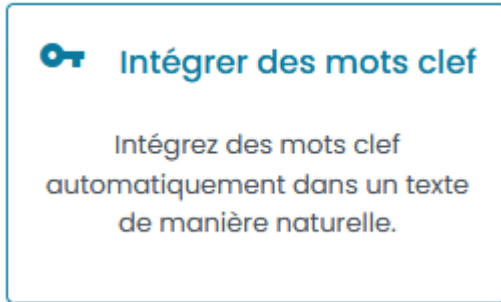 Intégrer des mots clef
Intégrez des mots clef
automatiquement dans un texte
de manière naturelle.